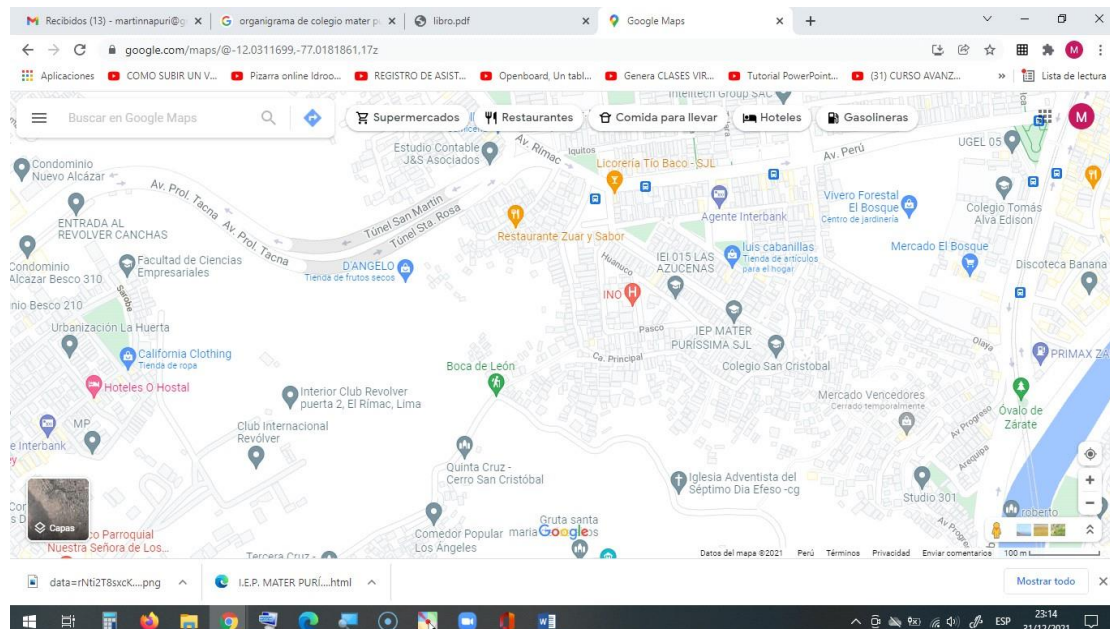 Recibidos (13) - martinnapuri@g
organigrama de colegio mater pu
libro.pdf
Google Maps
google.com/maps/@-12.0311699,-77.0181861,17z
Aplicaciones
COMO SUBIR UN V...
Pizarra online Idroo...
REGISTRO DE ASIST...
Openboard, Un tabl...
Genera CLASES VIR...
Tutorial PowerPoint...
(31) CURSO AVANZ...
Lista de lectura
Intelitech Group SAC
Buscar en Google Maps
Supermercados
Restaurantes
Comida para llevar
Hoteles
Gasolineras
M
Estudio Contable
J&S Asociados
Av. Rimac
Iquitos
Licorería Tío Baco - SJL
Av. Perú
UGEL 05
Condominio
Nuevo Alcázar
Av. Prol. Tacna
Av. Prol. Tacna
ENTRADA AL
REVOLVER CANCHAS
Túnel San Martín
Túnel Sta. Rosa
Restaurante Zuar y Sabor
Agente Interbank
Vivero Forestal
El Bosque
Centro de jardinería
Colegio Tomás
Alva Edison
Mercado El Bosque
Condominio
Alcazar Besco 310
Facultad de Ciencias
Empresariales
D'ANGELO
Tienda de frutos secos
Huanuco
IEI 015 LAS
AZUCENAS
luis cabanillas
Tienda de artículos
para el hogar
Discoteca Banana
INO
nio Besco 210
Sarobe
Urbanización La Huerta
Pasco
IEP MATER
PURÍSSIMA SJL
Ca. Principal
Colegio San Cristobal
Olaya
PRIMAX ZÁ
California Clothing
Tienda de ropa
Boca de León
Hoteles O Hostal
Interior Club Revolver
puerta 2, El Rímac, Lima
Mercado Vencedores
Cerrado temporalmente
Óvalo de
Zárate
Av Progreso
MP
e Interbank
Club Internacional
Revólver
Arequipa
Quinta Cruz -
Cerro San Cristóbal
Iglesia Adventista del
Séptimo Dia Efeso -cg
Studio 301
roberto
Capas
co Parroquial
Nuestra Señora de Los...
Tercera Cruz -
Comedor Popular maria
Los Ángeles
Google
Gruta santa
Datos del mapa ©2021
Perú
Términos
Privacidad
Enviar comentarios
100 m
data=rNti2T8sxcK....png
I.E.P. MATER PURÍ....html
Mostrar todo
ESP
23:14
31/12/2021